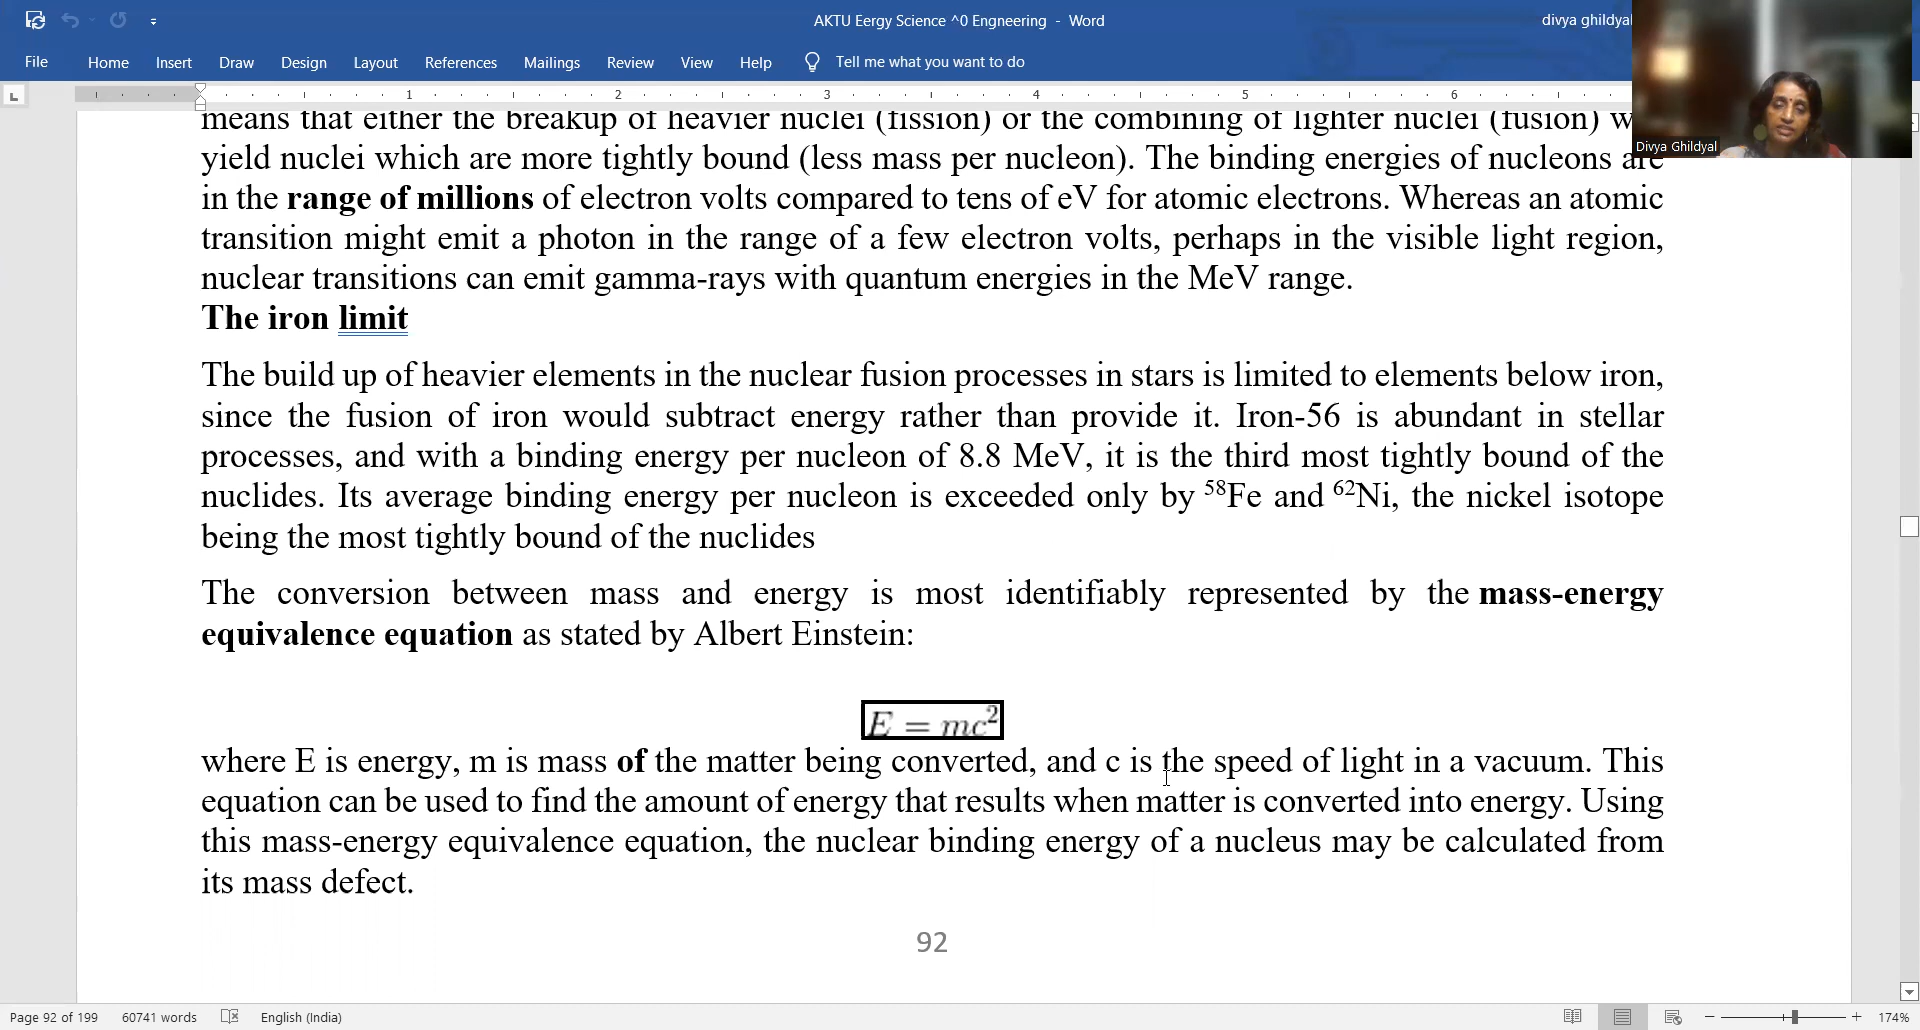 AKTU Eergy Science ^0 Engneering - Word
divya ghildyal
File Home Insert Draw Design Layout References Mailings Review View Help Tell me what you want to do
1 2 3 4 5 6
Divya Ghildyal
means that either the breakup of heavier nuclei (fission) or the combining of lighter nuclei (fusion)
yield nuclei which are more tightly bound (less mass per nucleon). The binding energies of nucleons are
in the range of millions of electron volts compared to tens of eV for atomic electrons. Whereas an atomic
transition might emit a photon in the range of a few electron volts, perhaps in the visible light region,
nuclear transitions can emit gamma-rays with quantum energies in the MeV range.
The iron limit
The build up of heavier elements in the nuclear fusion processes in stars is limited to elements below iron,
since the fusion of iron would subtract energy rather than provide it. Iron-56 is abundant in stellar
processes, and with a binding energy per nucleon of 8.8 MeV, it is the third most tightly bound of the
nuclides. Its average binding energy per nucleon is exceeded only by ⁵⁸Fe and ⁶²Ni, the nickel isotope
being the most tightly bound of the nuclides
The conversion between mass and energy is most identifiably represented by the mass-energy
equivalence equation as stated by Albert Einstein:
E = mc²
where E is energy, m is mass of the matter being converted, and c is the speed of light in a vacuum. This
equation can be used to find the amount of energy that results when matter is converted into energy. Using
this mass-energy equivalence equation, the nuclear binding energy of a nucleus may be calculated from
its mass defect.
92
Page 92 of 199 60741 words English (India) 174%